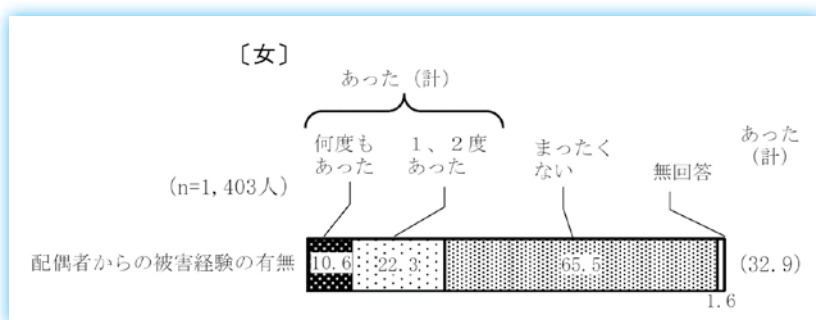 〔女〕
あった（計）
何度も
あった
１、２度
あった
まったく
ない
無回答
あった
（計）
(n=1,403人)
配偶者からの被害経験の有無
10.6
22.3
65.5
1.6
(32.9)